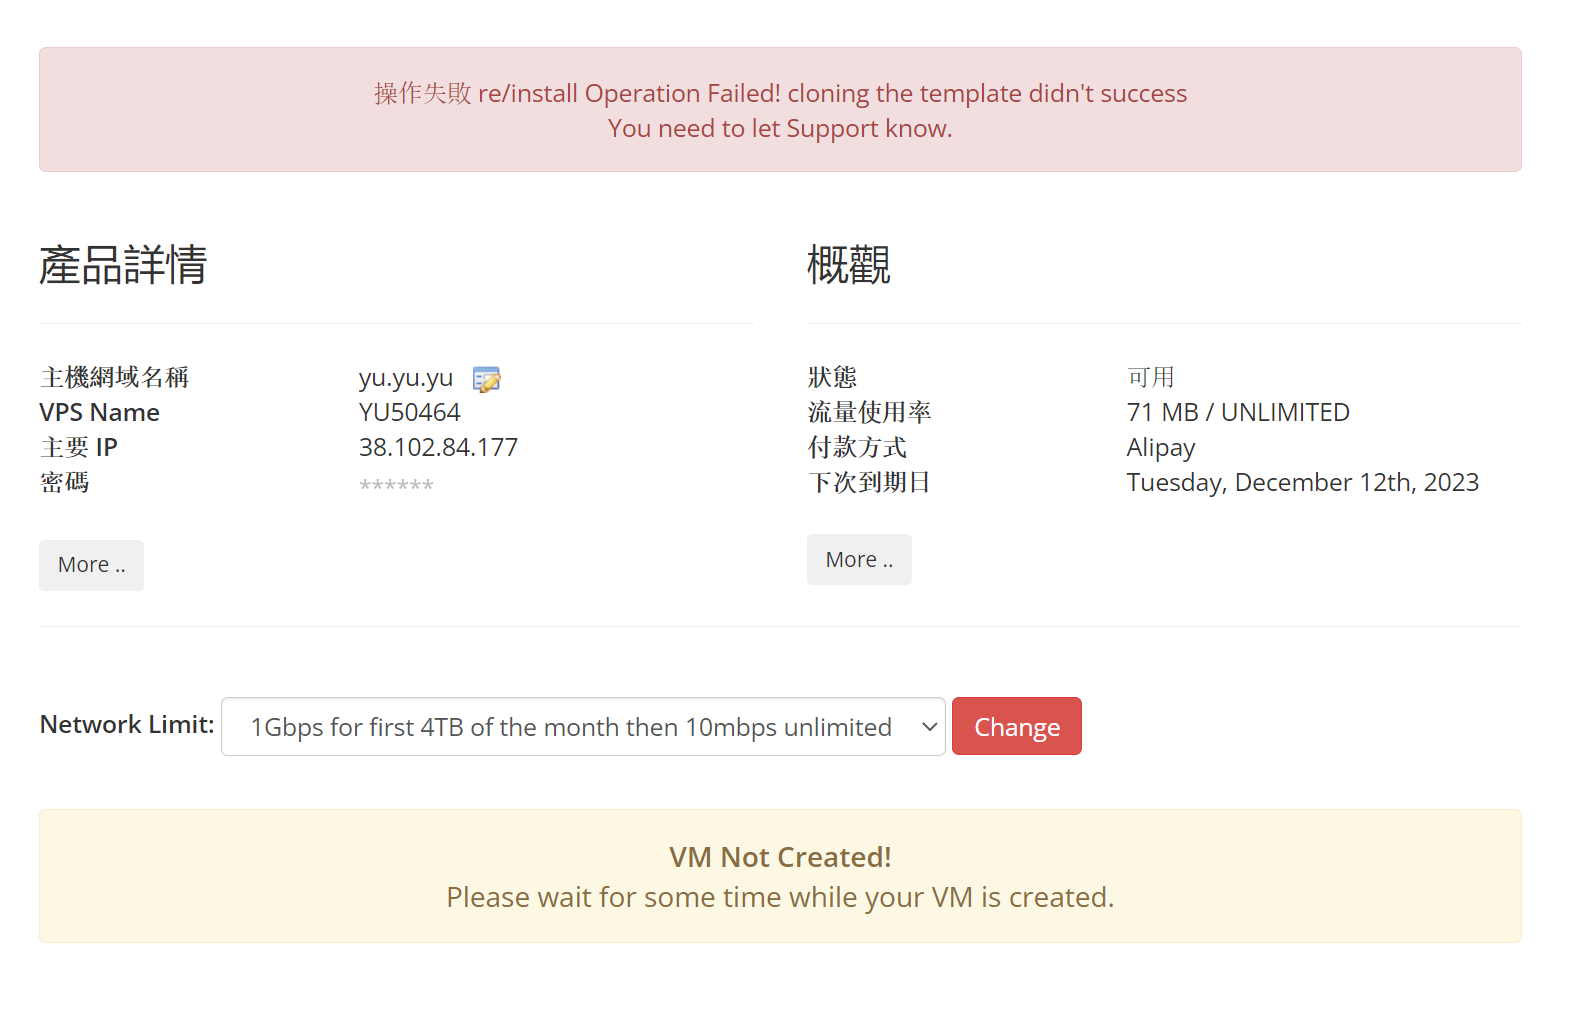 操作失敗 re/install Operation Failed! cloning the template didn't success
You need to let Support know.
產品詳情
主機網域名稱 yu.yu.yu
VPS Name YU50464
主要 IP 38.102.84.177
密碼 ******
More ..
概觀
狀態 可用
流量使用率 71 MB / UNLIMITED
付款方式 Alipay
下次到期日 Tuesday, December 12th, 2023
More ..
Network Limit: 1Gbps for first 4TB of the month then 10mbps unlimited Change
VM Not Created!
Please wait for some time while your VM is created.